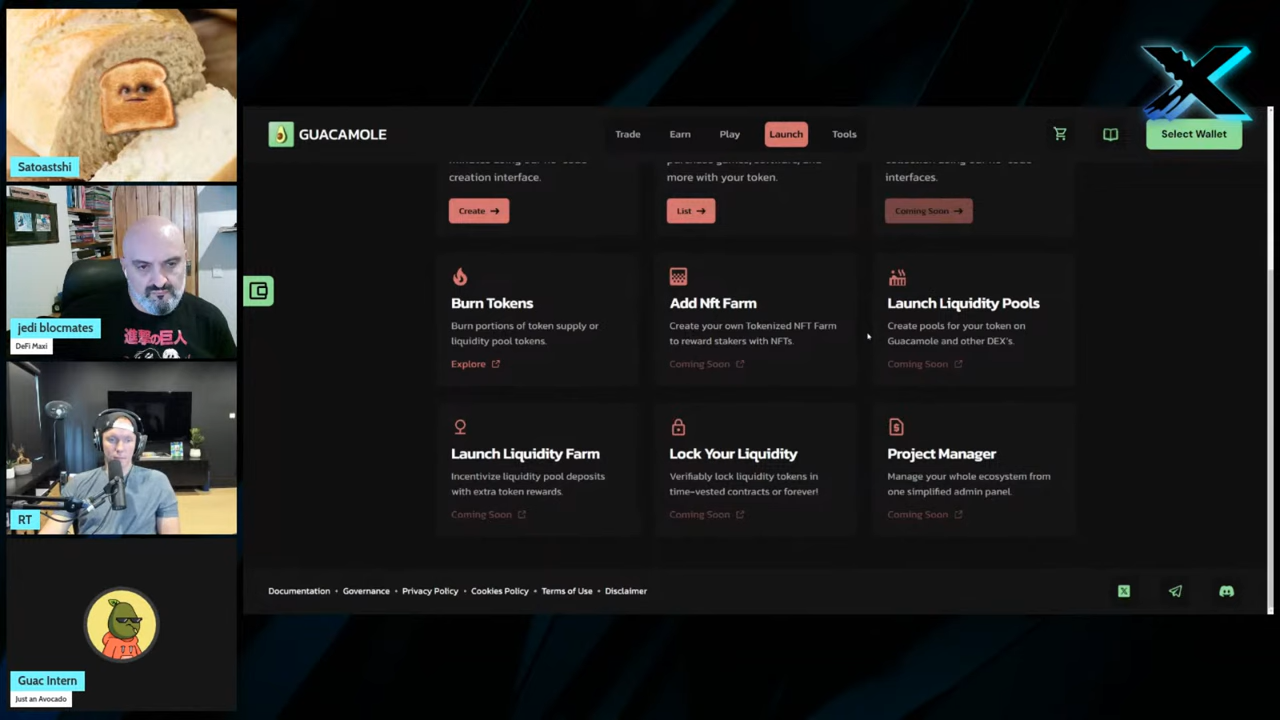 Satoastshi
jedi blocmates
DeFi Maxi
進撃の巨人
RT
Guac Intern
Just an Avocado
GUACAMOLE
Trade
Earn
Play
Launch
Tools
Select Wallet
creation interface.
more with your token.
interfaces.
Create →
List →
Coming Soon →
Burn Tokens
Burn portions of token supply or
liquidity pool tokens.
Explore
Add Nft Farm
Create your own Tokenized NFT Farm
to reward stakers with NFTs.
Coming Soon
Launch Liquidity Pools
Create pools for your token on
Guacamole and other DEX's.
Coming Soon
Launch Liquidity Farm
Incentivize liquidity pool deposits
with extra token rewards.
Coming Soon
Lock Your Liquidity
Verifiably lock liquidity tokens in
time-vested contracts or forever!
Coming Soon
Project Manager
Manage your whole ecosystem from
one simplified admin panel.
Coming Soon
Documentation • Governance • Privacy Policy • Cookies Policy • Terms of Use • Disclaimer